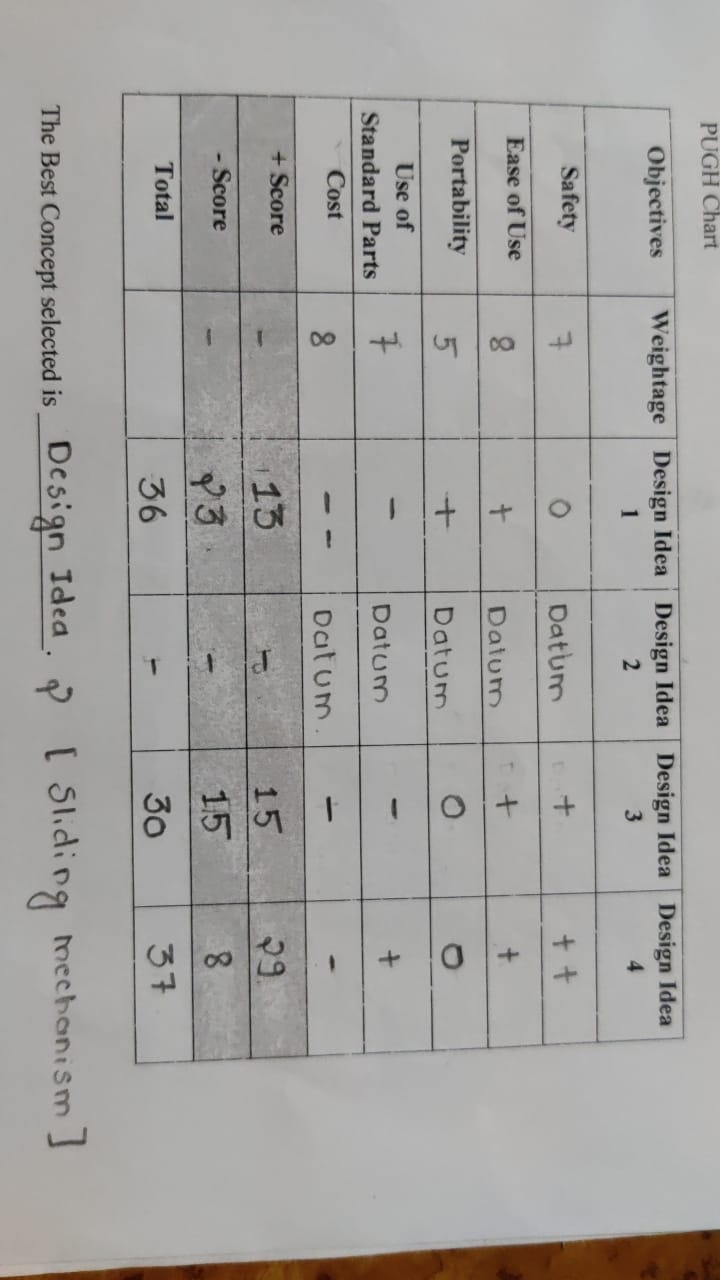 PUGH Chart
Objectives Weightage Design Idea 1 Design Idea 2 Design Idea 3 Design Idea 4
Safety 7 0 Datum + + +
Ease of Use 8 + Datum + +
Portability 5 + Datum 0 0
Use of Standard Parts 7 - Datum - +
Cost 8 - - Datum. - -
+ Score - 13 - 15 29
- Score - 23 - 15 8
Total 36 - 30 37
The Best Concept selected is Design Idea. 2 [ Sliding mechanism ]